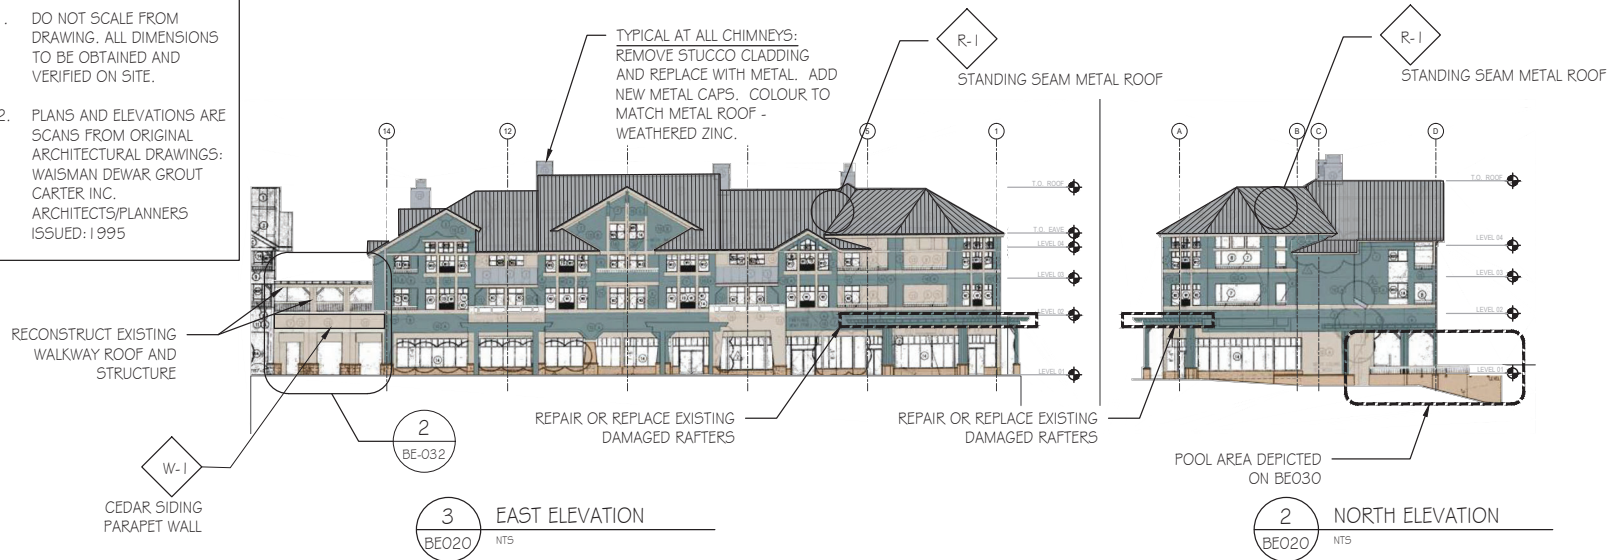 . DO NOT SCALE FROM
DRAWING. ALL DIMENSIONS
TO BE OBTAINED AND
VERIFIED ON SITE.
2. PLANS AND ELEVATIONS ARE
SCANS FROM ORIGINAL
ARCHITECTURAL DRAWINGS:
WAISMAN DEWAR GROUT
CARTER INC.
ARCHITECTS/PLANNERS
ISSUED:1995
TYPICAL AT ALL CHIMNEYS:
REMOVE STUCCO CLADDING
AND REPLACE WITH METAL. ADD
NEW METAL CAPS. COLOUR TO
MATCH METAL ROOF -
WEATHERED ZINC.
R-1
STANDING SEAM METAL ROOF
R-1
STANDING SEAM METAL ROOF
14
12
5
1
A
B
C
D
T.O. ROOF
T.O. EAVE
LEVEL 04
LEVEL 03
LEVEL 02
LEVEL 01
T.O. ROOF
LEVEL 04
LEVEL 03
LEVEL 02
LEVEL 01
RECONSTRUCT EXISTING
WALKWAY ROOF AND
STRUCTURE
W-1
CEDAR SIDING
PARAPET WALL
2
BE-032
REPAIR OR REPLACE EXISTING
DAMAGED RAFTERS
REPAIR OR REPLACE EXISTING
DAMAGED RAFTERS
POOL AREA DEPICTED
ON BE030
3
BE020
EAST ELEVATION
NTS
2
BE020
NORTH ELEVATION
NTS